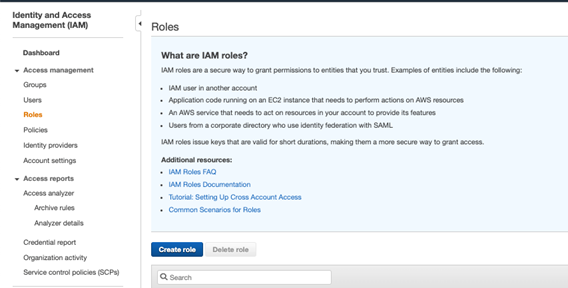 Identity and Access
Management (IAM)
Dashboard
Access management
Groups
Users
Roles
Policies
Identity providers
Account settings
Access reports
Access analyzer
Archive rules
Analyzer details
Credential report
Organization activity
Service control policies (SCPs)
Roles
What are IAM roles?
IAM roles are a secure way to grant permissions to entities that you trust. Examples of entities include the following:
IAM user in another account
Application code running on an EC2 instance that needs to perform actions on AWS resources
An AWS service that needs to act on resources in your account to provide its features
Users from a corporate directory who use identity federation with SAML
IAM roles issue keys that are valid for short durations, making them a more secure way to grant access.
Additional resources:
IAM Roles FAQ
IAM Roles Documentation
Tutorial: Setting Up Cross Account Access
Common Scenarios for Roles
Create role
Delete role
Search